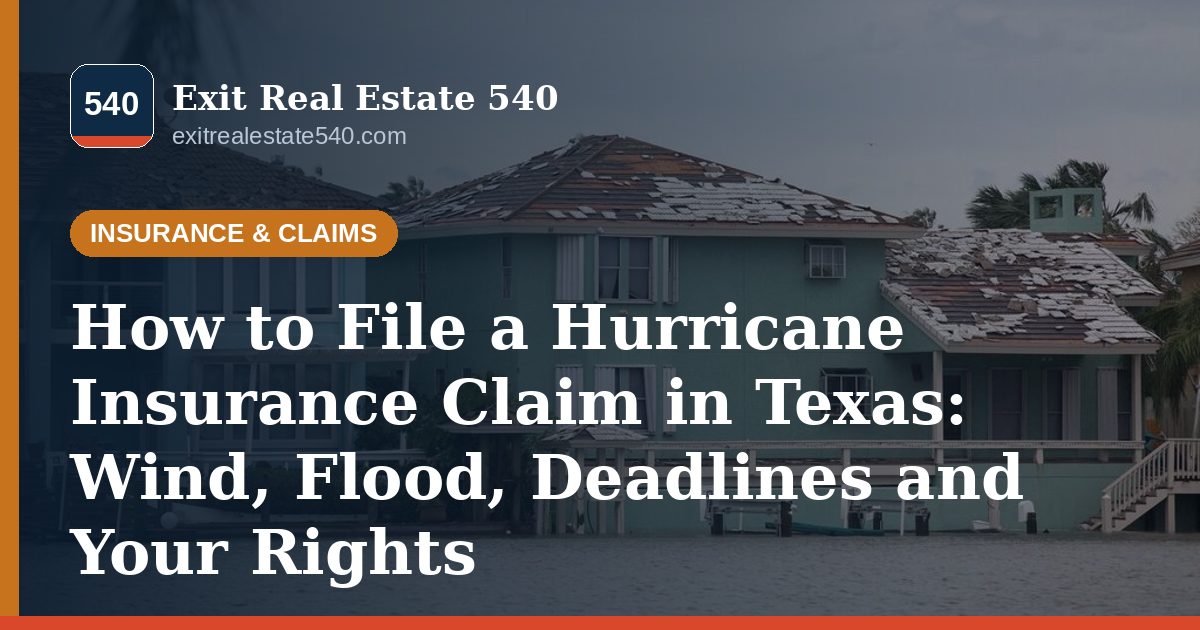 540
Exit Real Estate 540
exitrealestate540.com
INSURANCE & CLAIMS
How to File a Hurricane
Insurance Claim in Texas:
Wind, Flood, Deadlines and
Your Rights